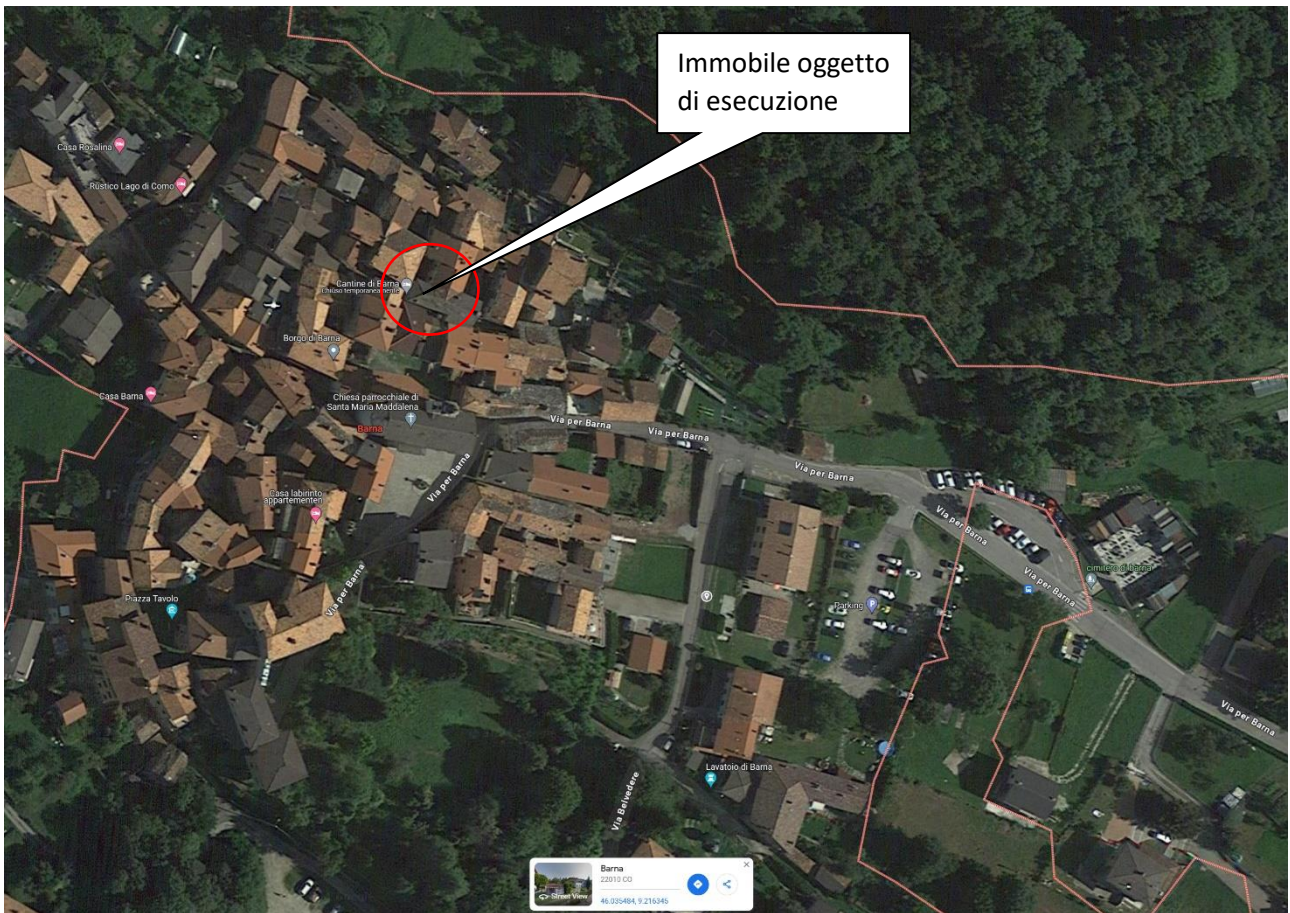 Immobile oggetto
di esecuzione
Casa Rosalina
Rustico Lago di Como
Cantine di Barna
Chiuso temporaneamente
Borgo di Barna
Casa Barna
Chiesa parrocchiale di
Santa Maria Maddalena
Barna
Via per Barna
Via per Barna
Via per Barna
Via per Barna
Casa labirinto
appartementen
Via per Barna
Via per Barna
cimitero di Barna
Via per Barna
Piazza Tavolo
Parking
P
Via per Barna
Lavatoio di Barna
Via Belvedere
Barna
22010 CO
Street View
46.035484, 9.216345